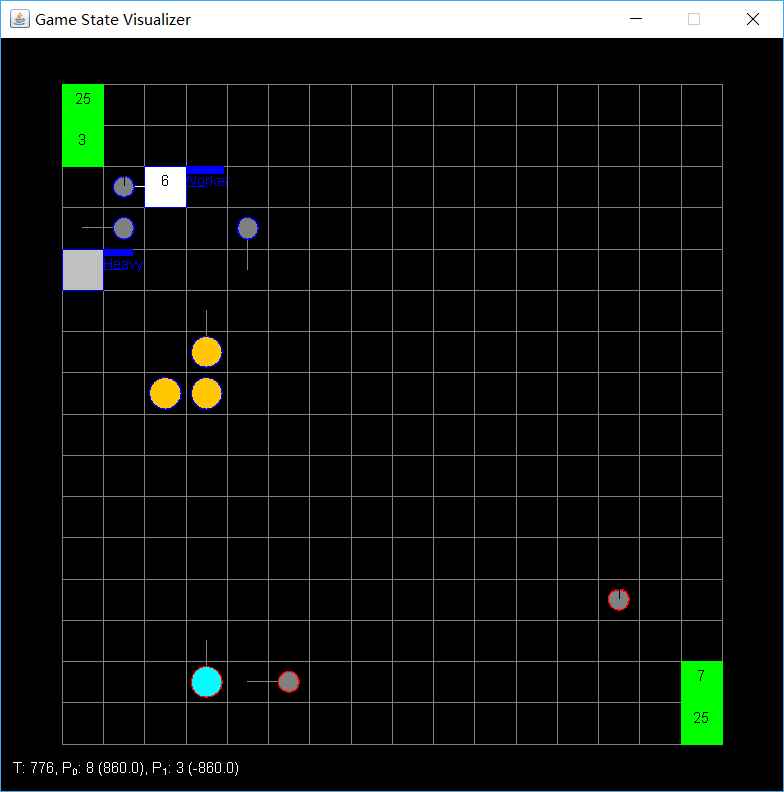 Game State Visualizer
25
3
6
Worker
Heavy
7
25
T: 776, P₀: 8 (860.0), P₁: 3 (-860.0)